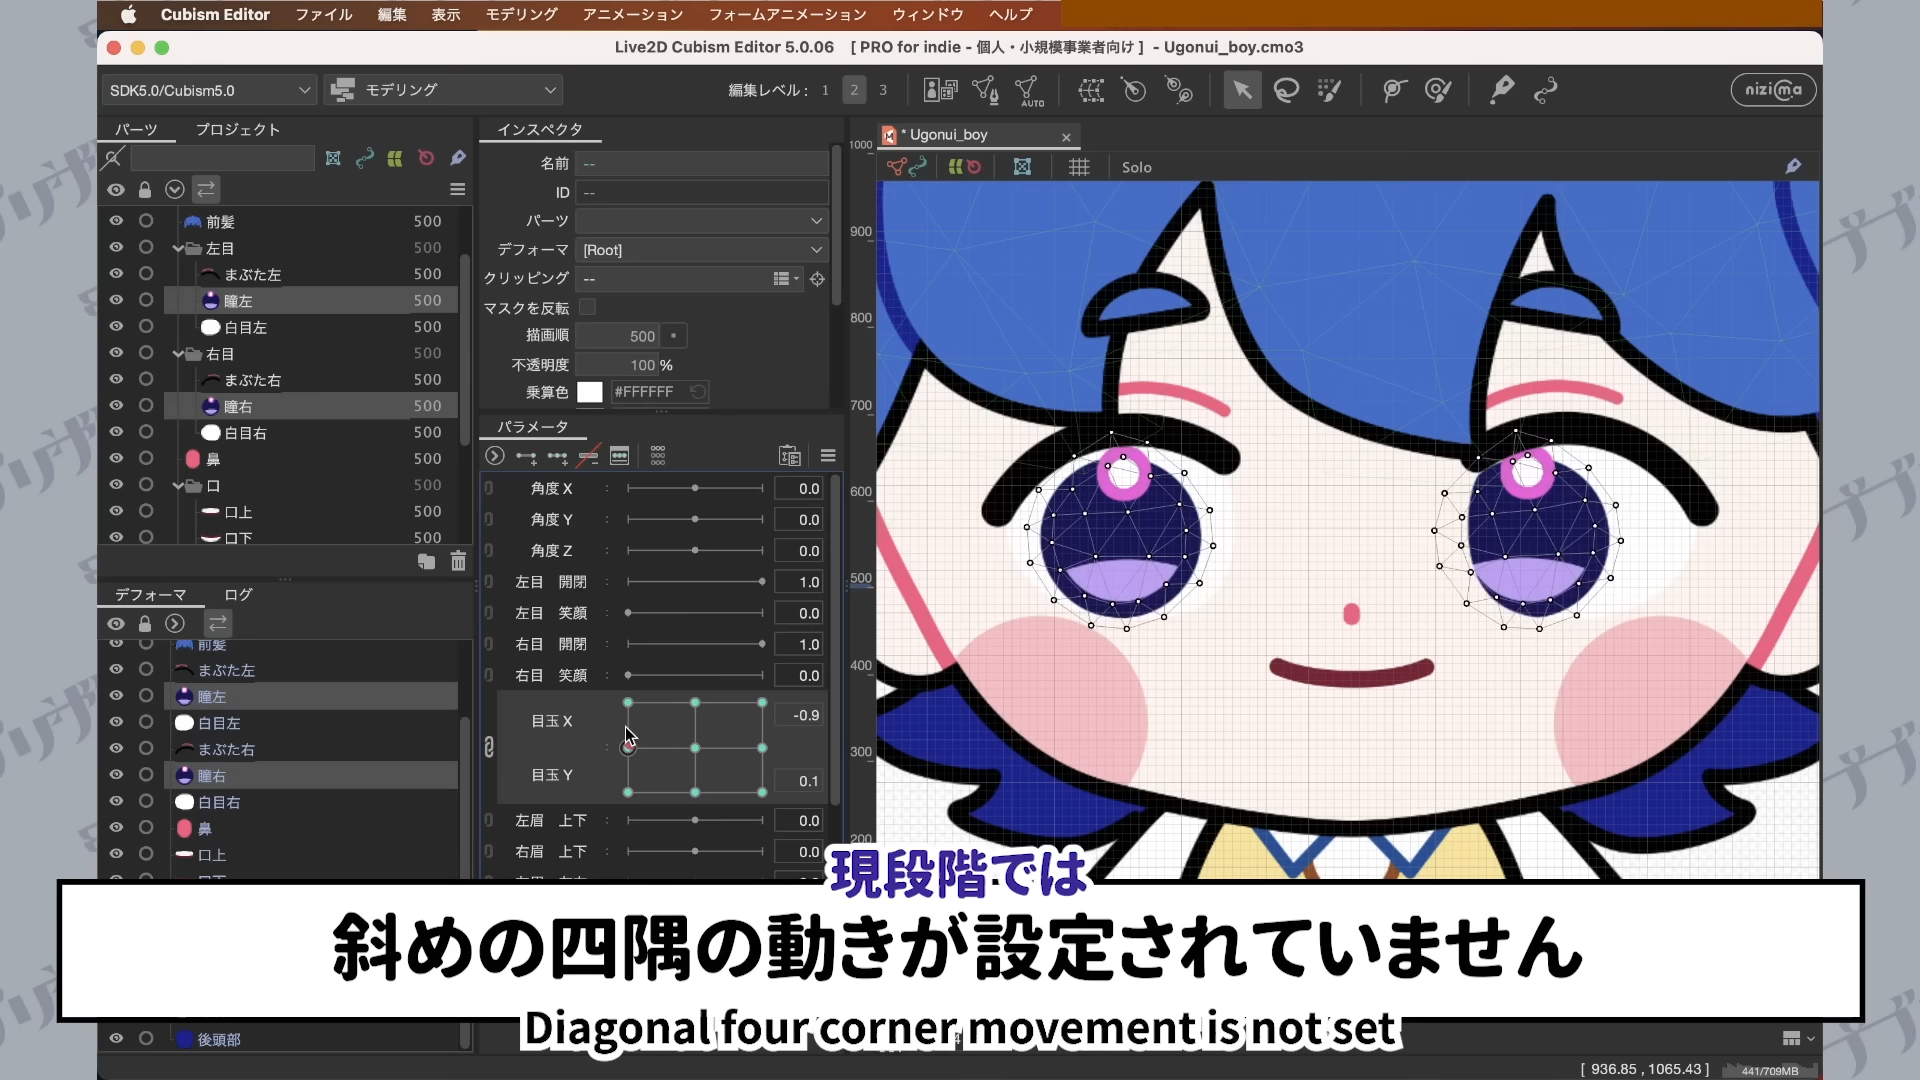 Cubism Editor ファイル 編集 表示 モデリング アニメーション フォームアニメーション ウィンドウ ヘルプ
Live2D Cubism Editor 5.0.06 [ PRO for indie - 個人・小規模事業者向け ] - Ugonui_boy.cmo3
SDK5.0/Cubism5.0 モデリング 編集レベル： 1 2 3 AUTO nizima
パーツ プロジェクト
前髪 500
左目 500
まぶた左 500
瞳左 500
白目左 500
右目 500
まぶた右 500
瞳右 500
白目右 500
鼻 500
口 500
口上 500
口下 500
デフォーマ ログ
前髪
まぶた左
瞳左
白目左
まぶた右
瞳右
白目右
鼻
口上
後頭部
インスペクタ
名前 --
ID --
パーツ
デフォーマ [Root]
クリッピング --
マスクを反転
描画順 500
不透明度 100 %
乗算色 #FFFFFF
パラメータ
角度 X : 0.0
角度 Y : 0.0
角度 Z : 0.0
左目 開閉 : 1.0
左目 笑顔 : 0.0
右目 開閉 : 1.0
右目 笑顔 : 0.0
目玉 X -0.9
目玉 Y 0.1
左眉 上下 : 0.0
右眉 上下 : 0.0
* Ugonui_boy
Solo
1000
900
800
700
600
500
400
300
200
現段階では
斜めの四隅の動きが設定されていません
Diagonal four corner movement is not set
[ 936.85 , 1065.43 ] 441/709MB